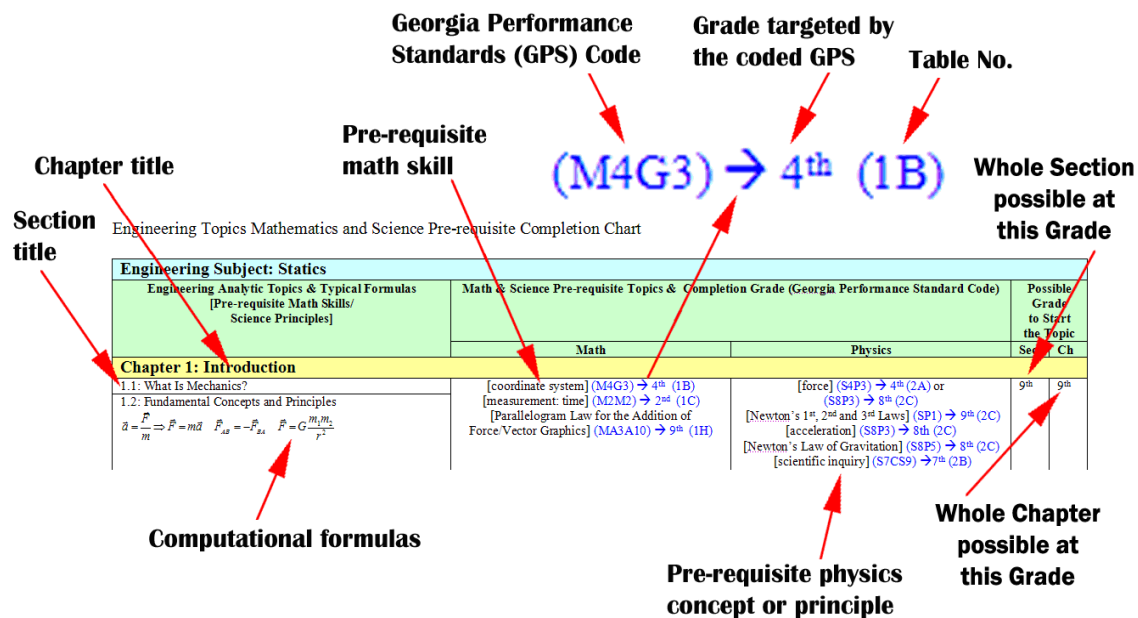 Georgia Performance
Standards (GPS) Code
Grade targeted by
the coded GPS
Table No.
Pre-requisite
math skill
Chapter title
(M4G3) → 4th (1B)
Whole Section
possible at
this Grade
Section
title
Engineering Topics Mathematics and Science Pre-requisite Completion Chart
Engineering Subject: Statics
Engineering Analytic Topics & Typical Formulas
[Pre-requisite Math Skills/
Science Principles]
Math & Science Pre-requisite Topics & Completion Grade (Georgia Performance Standard Code)
Possible
Grade
to Start
the Topic
Math
Physics
Sec
Ch
Chapter 1: Introduction
1.1: What Is Mechanics?
1.2: Fundamental Concepts and Principles
a⃗ = F⃗/m ⇒ F⃗ = ma⃗ F⃗_AB = −F⃗_BA F⃗ = G m₁m₂/r²
[coordinate system] (M4G3) → 4th (1B)
[measurement: time] (M2M2) → 2nd (1C)
[Parallelogram Law for the Addition of
Force/Vector Graphics] (MA3A10) → 9th (1H)
[force] (S4P3) → 4th (2A) or
(S8P3) → 8th (2C)
[Newton's 1st, 2nd and 3rd Laws] (SP1) → 9th (2C)
[acceleration] (S8P3) → 8th (2C)
[Newton's Law of Gravitation] (S8P5) → 8th (2C)
[scientific inquiry] (S7CS9) →7th (2B)
9th
9th
Computational formulas
Pre-requisite physics
concept or principle
Whole Chapter
possible at
this Grade